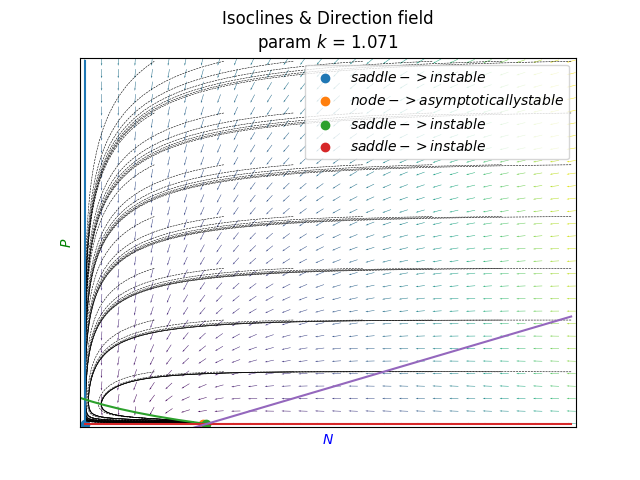 Isoclines & Direction field
param k = 1.071
saddle − > instable
node − > asymptoticallystable
saddle − > instable
saddle − > instable
P
N